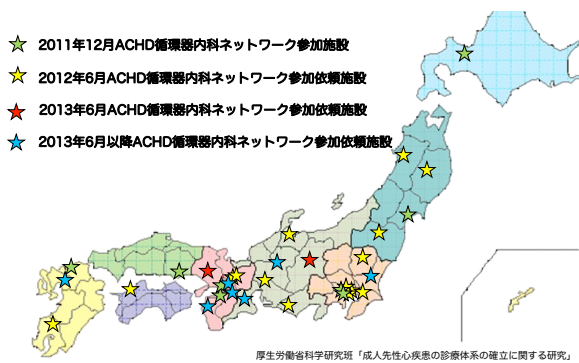 2011年12月ACHD循環器内科ネットワーク参加施設
2012年6月ACHD循環器内科ネットワーク参加依頼施設
2013年6月ACHD循環器内科ネットワーク参加依頼施設
2013年6月以降ACHD循環器内科ネットワーク参加依頼施設
厚生労働省科学研究班「成人先性心疾患の診療体系の確立に関する研究」